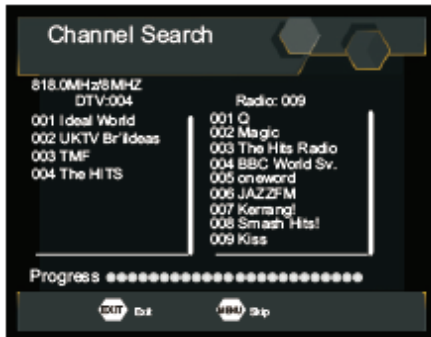 Channel Search
818.0MHz/8MHZ
DTV:004
001 Ideal World
002 UKTV Br'iIdeas
003 TMF
004 The HITS
Radio: 009
001 Q
002 Magic
003 The Hits Radio
004 BBC World Sv.
005 oneword
006 JAZZFM
007 Kerrang!
008 Smash Hits!
009 Kiss
Progress
EXIT Exit
MENU Skip